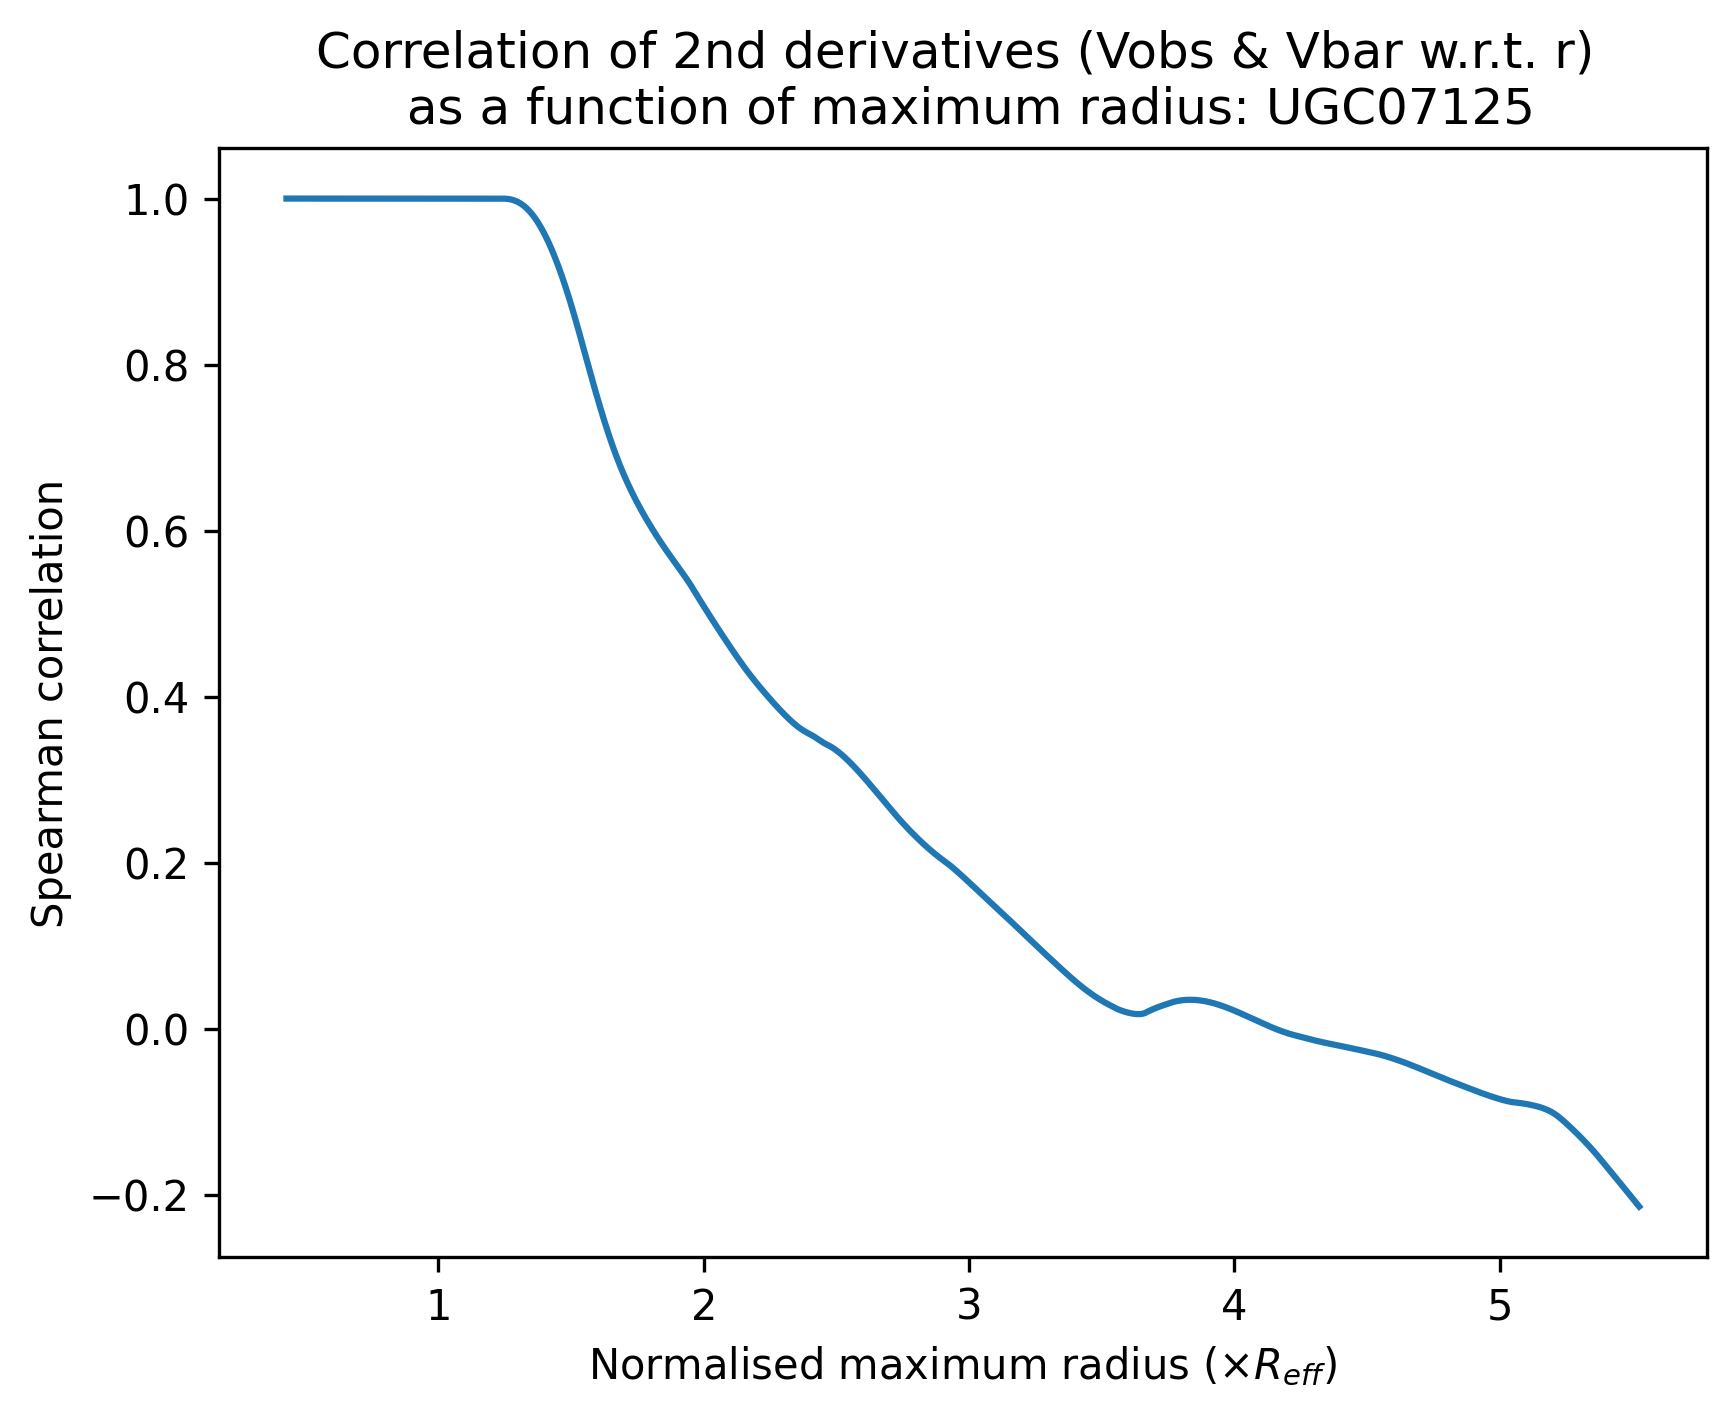 Correlation of 2nd derivatives (Vobs & Vbar w.r.t. r)
as a function of maximum radius: UGC07125
1.0
0.8
0.6
0.4
0.2
0.0
−0.2
Spearman correlation
1 2 3 4 5
Normalised maximum radius (×R_eff)